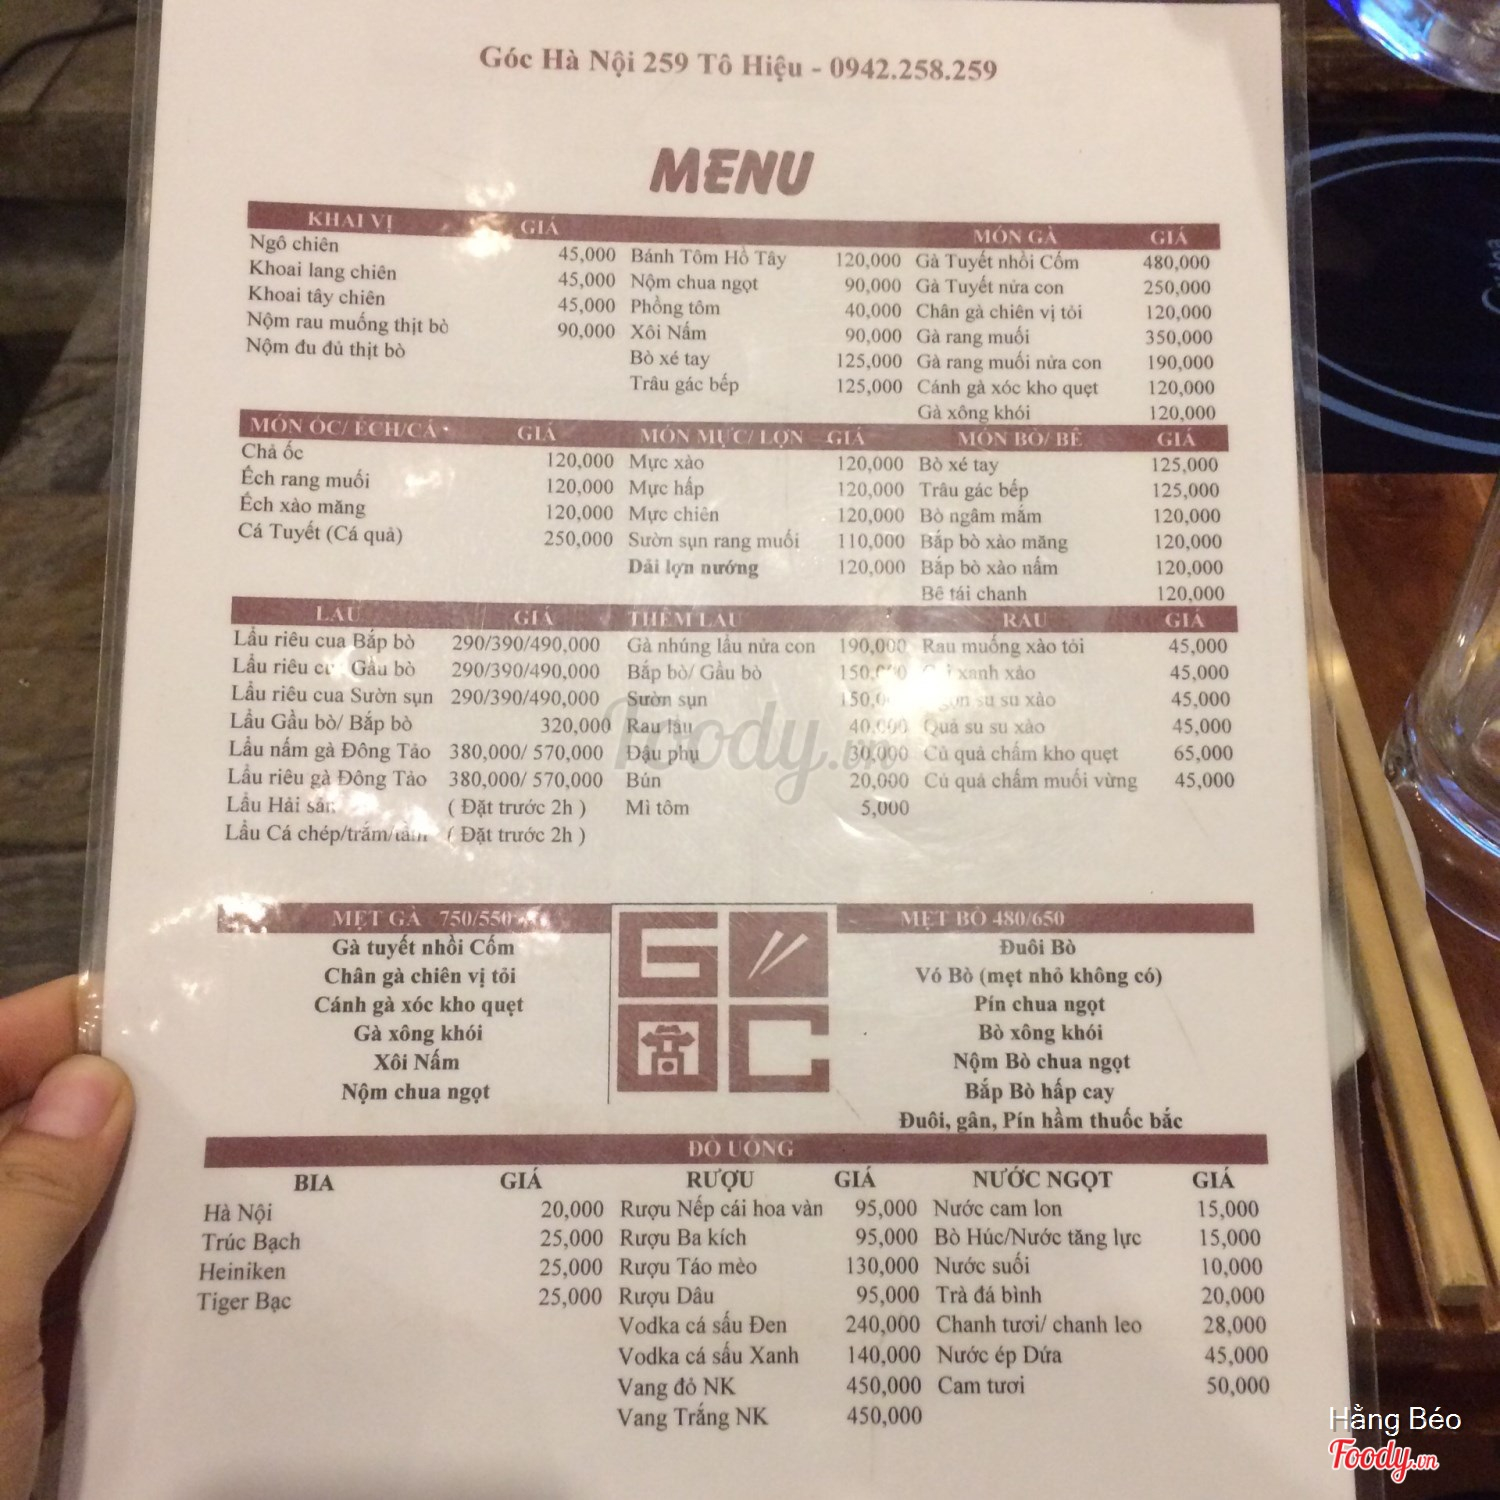 Góc Hà Nội 259 Tô Hiệu - 0942.258.259
MENU
KHAI VỊ GIÁ
Ngô chiên 45,000
Khoai lang chiên 45,000
Khoai tây chiên 45,000
Nộm rau muống thịt bò 90,000
Nộm đu đủ thịt bò
Bánh Tôm Hồ Tây 120,000
Nộm chua ngọt 90,000
Phồng tôm 40,000
Xôi Nấm 90,000
Bò xé tay 125,000
Trâu gác bếp 125,000
MÓN GÀ GIÁ
Gà Tuyết nhồi Cốm 480,000
Gà Tuyết nửa con 250,000
Chân gà chiên vị tỏi 120,000
Gà rang muối 350,000
Gà rang muối nửa con 190,000
Cánh gà xóc kho quẹt 120,000
Gà xông khói 120,000
MÓN ỐC/ ẾCH/CÁ GIÁ
Chả ốc 120,000
Ếch rang muối 120,000
Ếch xào măng 120,000
Cá Tuyết (Cá quả) 250,000
MÓN MỰC/ LỢN GIÁ
Mực xào 120,000
Mực hấp 120,000
Mực chiên 120,000
Sườn sụn rang muối 110,000
Dải lợn nướng 120,000
MÓN BÒ/ BÊ GIÁ
Bò xé tay 125,000
Trâu gác bếp 125,000
Bò ngâm mắm 120,000
Bắp bò xào măng 120,000
Bắp bò xào nấm 120,000
Bê tái chanh 120,000
LẨU GIÁ
Lẩu riêu cua Bắp bò 290/390/490,000
Lẩu riêu Gầu bò 290/390/490,000
Lẩu riêu cua Sườn sụn 290/390/490,000
Lẩu Gầu bò/ Bắp bò 320,000
Lẩu nấm gà Đông Tảo 380,000/ 570,000
Lẩu riêu gà Đông Tảo 380,000/ 570,000
Lẩu Hải sản ( Đặt trước 2h )
Lẩu Cá chép/trắm/tầm ( Đặt trước 2h )
THÊM LẨU
Gà nhúng lẩu nửa con 190,000
Bắp bò/ Gầu bò 150,000
Sườn sụn
Rau lẩu 40,000
Đậu phụ 30,000
Bún 20,000
Mì tôm 5,000
RAU GIÁ
Rau muống xào tỏi 45,000
xanh xào 45,000
su su xào 45,000
Quả su su xào 45,000
Củ quả chấm kho quẹt 65,000
Củ quả chấm muối vừng 45,000
Foody.vn
MẸT GÀ 750/550
Gà tuyết nhồi Cốm
Chân gà chiên vị tỏi
Cánh gà xóc kho quẹt
Gà xông khói
Xôi Nấm
Nộm chua ngọt
G C
MẸT BÒ 480/650
Đuôi Bò
Vó Bò (mẹt nhỏ không có)
Pín chua ngọt
Bò xông khói
Nộm Bò chua ngọt
Bắp Bò hấp cay
Đuôi, gân, Pín hầm thuốc bắc
ĐỒ UỐNG
BIA GIÁ
Hà Nội 20,000
Trúc Bạch 25,000
Heiniken 25,000
Tiger Bạc 25,000
RƯỢU GIÁ
Rượu Nếp cái hoa vàn 95,000
Rượu Ba kích 95,000
Rượu Táo mèo 130,000
Rượu Dâu 95,000
Vodka cá sấu Đen 240,000
Vodka cá sấu Xanh 140,000
Vang đỏ NK 450,000
Vang Trắng NK 450,000
NƯỚC NGỌT GIÁ
Nước cam lon 15,000
Bò Húc/Nước tăng lực 15,000
Nước suối 10,000
Trà đá bình 20,000
Chanh tươi/ chanh leo 28,000
Nước ép Dứa 45,000
Cam tươi 50,000
Hằng Béo
Foody.vn